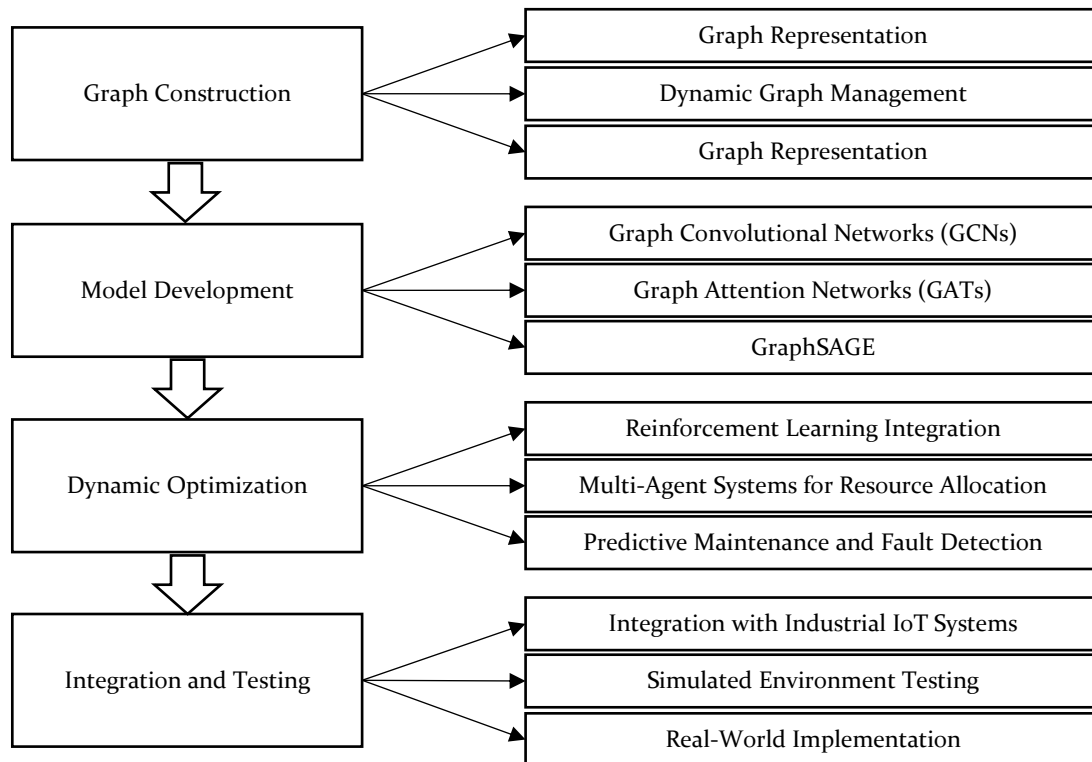 Graph Construction
Graph Representation
Dynamic Graph Management
Graph Representation
Model Development
Graph Convolutional Networks (GCNs)
Graph Attention Networks (GATs)
GraphSAGE
Dynamic Optimization
Reinforcement Learning Integration
Multi-Agent Systems for Resource Allocation
Predictive Maintenance and Fault Detection
Integration and Testing
Integration with Industrial IoT Systems
Simulated Environment Testing
Real-World Implementation